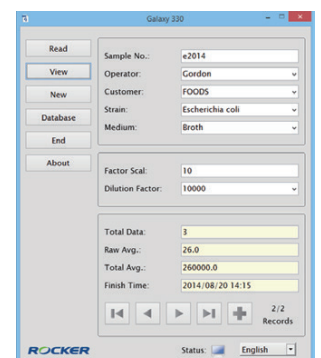 Galaxy 330
Read
View
New
Database
End
About
Sample No.: e2014
Operator: Gordon
Customer: FOODS
Strain: Escherichia coli
Medium: Broth
Factor Scal: 10
Dilution Factor: 10000
Total Data: 3
Raw Avg.: 26.0
Total Avg.: 260000.0
Finish Time: 2014/08/20 14:15
2/2
Records
ROCKER
Status: English